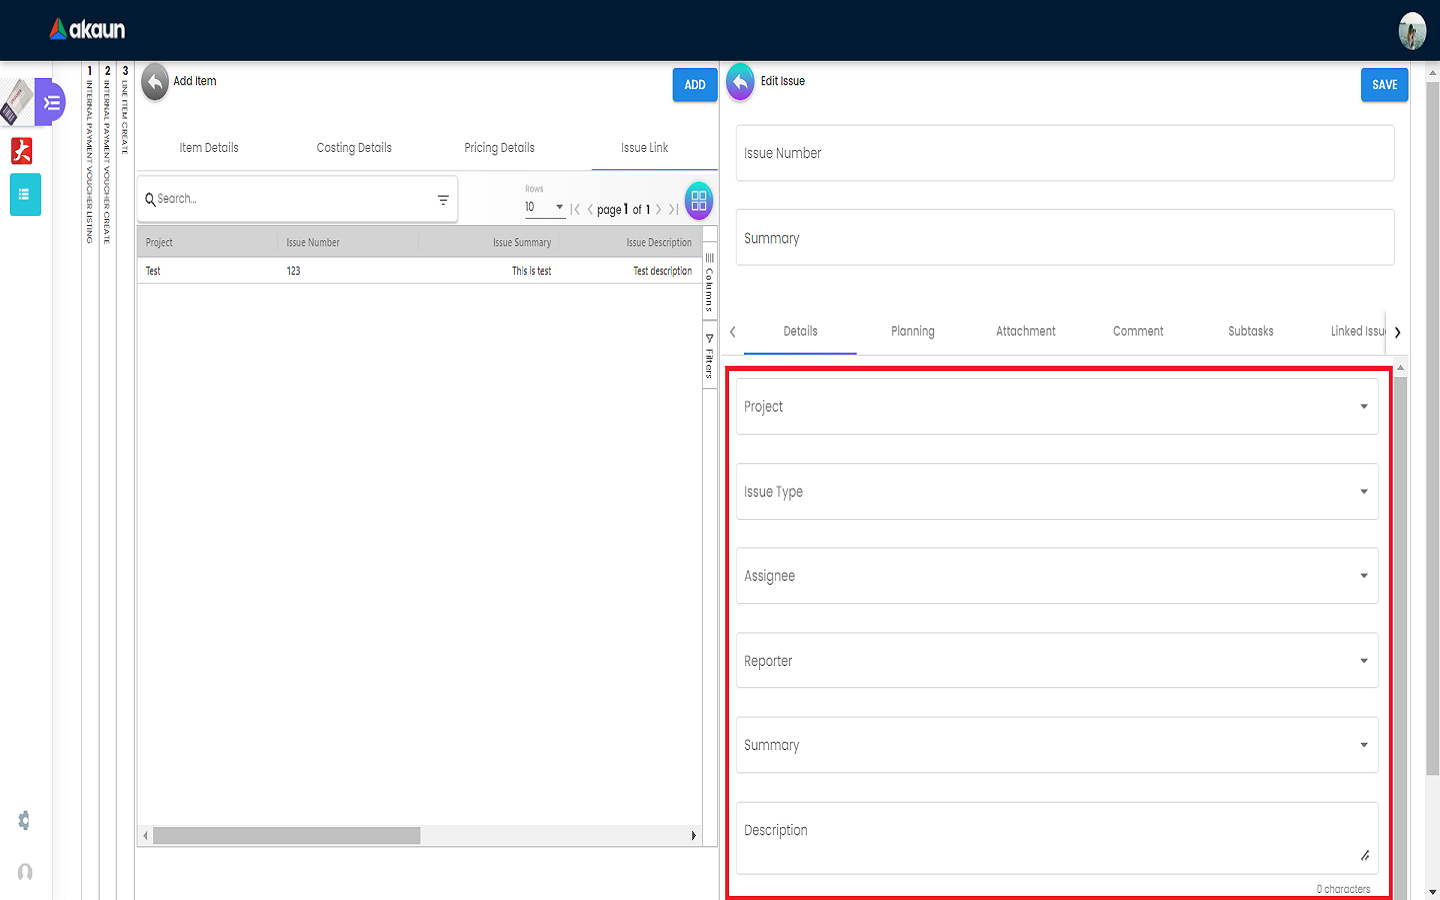 akaun
1 INTERNAL PAYMENT VOUCHER LISTING
2 INTERNAL PAYMENT VOUCHER CREATE
3 LINE ITEM CREATE
Add Item
ADD
Item Details
Costing Details
Pricing Details
Issue Link
Search...
Rows
10
page 1 of 1
Project
Issue Number
Issue Summary
Issue Description
Test
123
This is test
Test description
Columns
Filters
Edit Issue
SAVE
Issue Number
Summary
Details
Planning
Attachment
Comment
Subtasks
Linked Issu
Project
Issue Type
Assignee
Reporter
Summary
Description
0 characters